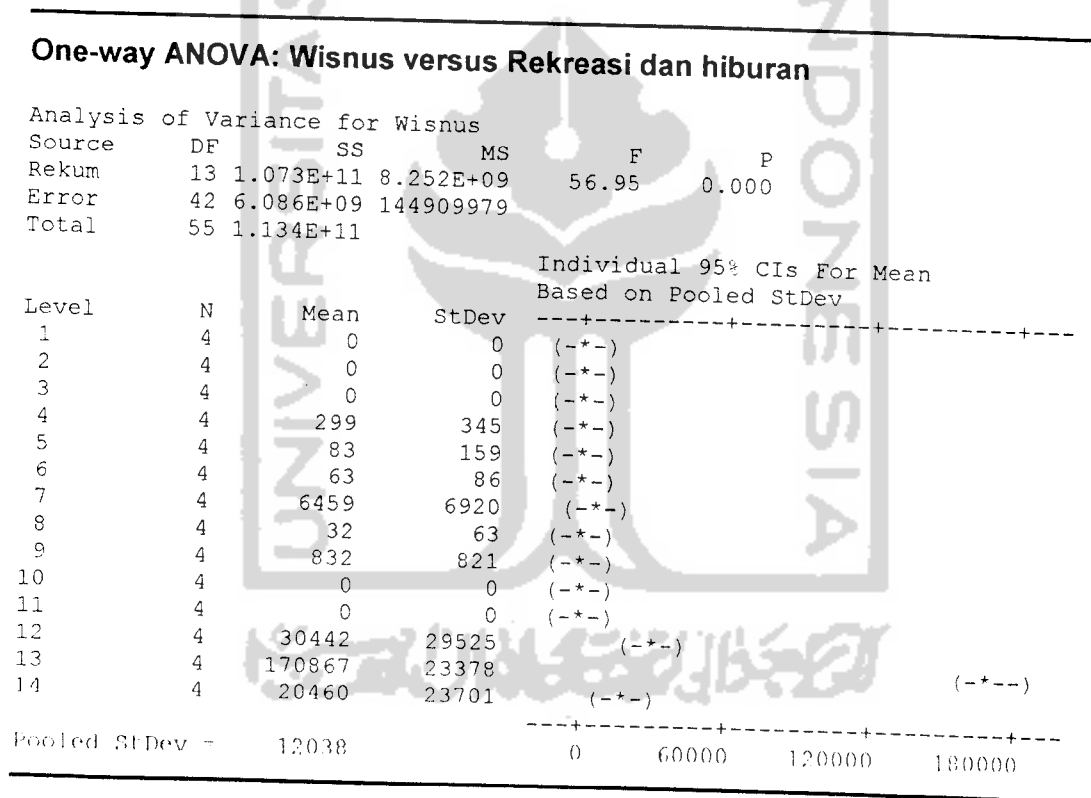 One-way ANOVA: Wisnus versus Rekreasi dan hiburan
Analysis of Variance for Wisnus
Source DF SS MS F P
Rekum 13 1.073E+11 8.252E+09 56.95 0.000
Error 42 6.086E+09 144909979
Total 55 1.134E+11
Individual 95% CIs For Mean
Based on Pooled StDev
Level N Mean StDev ---+---------+---------+---------+---
1 4 0 0 (-*-)
2 4 0 0 (-*-)
3 4 0 0 (-*-)
4 4 299 345 (-*-)
5 4 83 159 (-*-)
6 4 63 86 (-*-)
7 4 6459 6920 (-*-)
8 4 32 63 (-*-)
9 4 832 821 (-*-)
10 4 0 0 (-*-)
11 4 0 0 (-*-)
12 4 30442 29525 (-*-)
13 4 170867 23378 (-*--)
14 4 20460 23701 (-*-)
---+---------+---------+---------+---
Pooled StDev = 12038 0 60000 120000 180000
UNIVERSITAS
INDONESIA